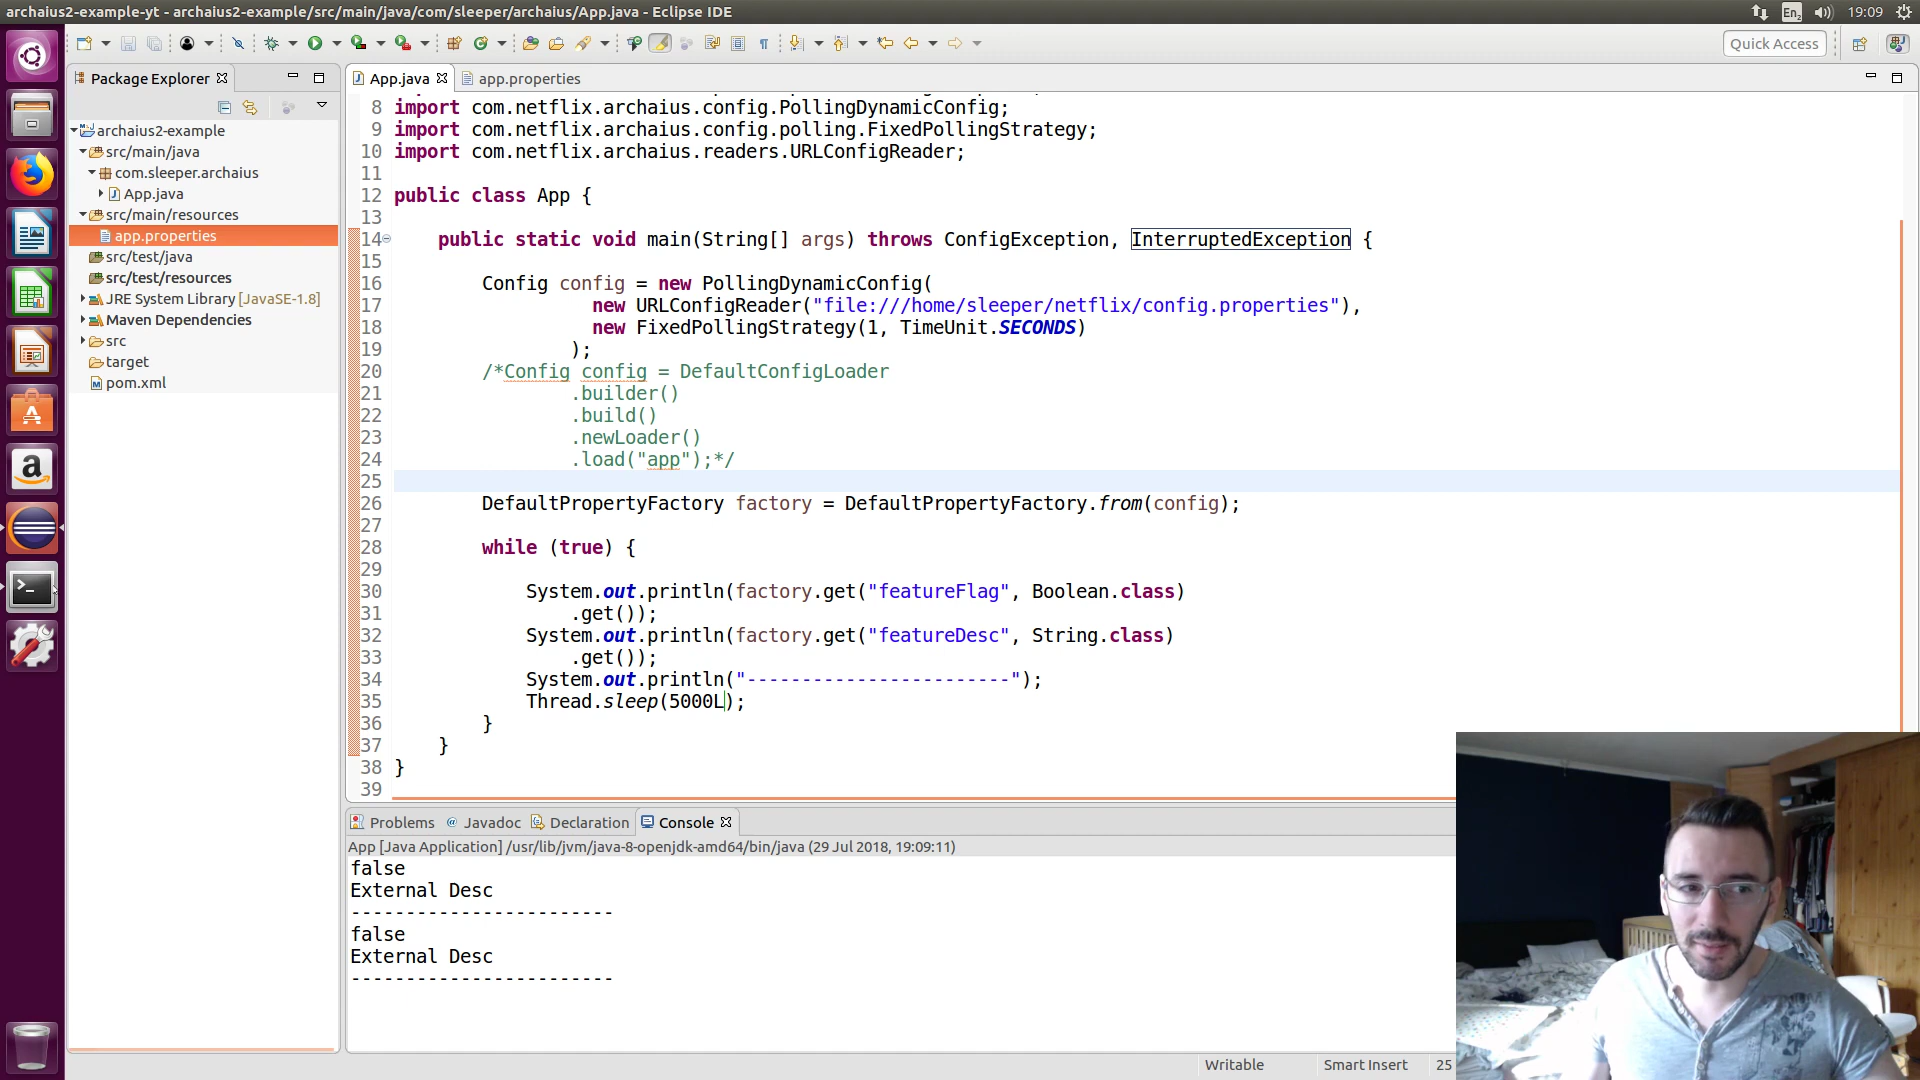 archaius2-example-yt - archaius2-example/src/main/java/com/sleeper/archaius/App.java - Eclipse IDE
En2
19:09
Quick Access
Package Explorer
archaius2-example
src/main/java
com.sleeper.archaius
App.java
src/main/resources
app.properties
src/test/java
src/test/resources
JRE System Library [JavaSE-1.8]
Maven Dependencies
src
target
pom.xml
App.java
app.properties
8 import com.netflix.archaius.config.PollingDynamicConfig;
9 import com.netflix.archaius.config.polling.FixedPollingStrategy;
10 import com.netflix.archaius.readers.URLConfigReader;
11
12 public class App {
13
14 public static void main(String[] args) throws ConfigException, InterruptedException {
15
16 Config config = new PollingDynamicConfig(
17 new URLConfigReader("file:///home/sleeper/netflix/config.properties"),
18 new FixedPollingStrategy(1, TimeUnit.SECONDS)
19 );
20 /*Config config = DefaultConfigLoader
21 .builder()
22 .build()
23 .newLoader()
24 .load("app");*/
25
26 DefaultPropertyFactory factory = DefaultPropertyFactory.from(config);
27
28 while (true) {
29
30 System.out.println(factory.get("featureFlag", Boolean.class)
31 .get());
32 System.out.println(factory.get("featureDesc", String.class)
33 .get());
34 System.out.println("------------------------");
35 Thread.sleep(5000L);
36 }
37 }
38 }
39
Problems
Javadoc
Declaration
Console
App [Java Application] /usr/lib/jvm/java-8-openjdk-amd64/bin/java (29 Jul 2018, 19:09:11)
false
External Desc
------------------------
false
External Desc
------------------------
Writable
Smart Insert
25